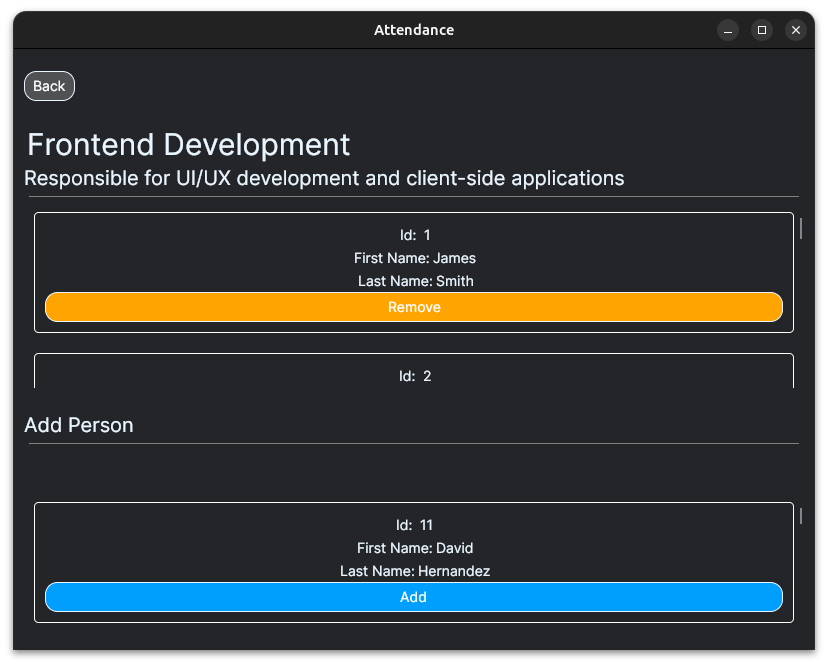 Attendance
Back
Frontend Development
Responsible for UI/UX development and client-side applications
Id: 1
First Name: James
Last Name: Smith
Remove
Id: 2
Add Person
Id: 11
First Name: David
Last Name: Hernandez
Add